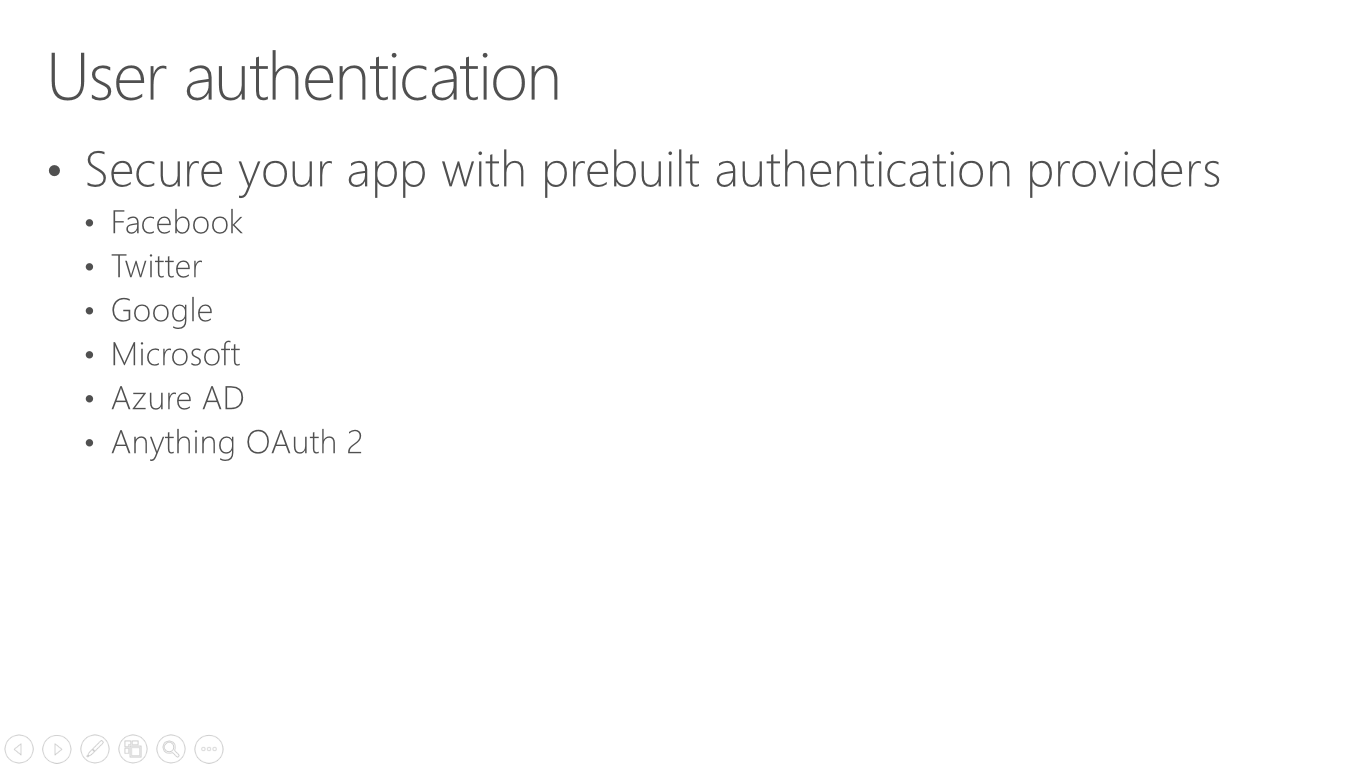 User authentication
• Secure your app with prebuilt authentication providers
• Facebook
• Twitter
• Google
• Microsoft
• Azure AD
• Anything OAuth 2